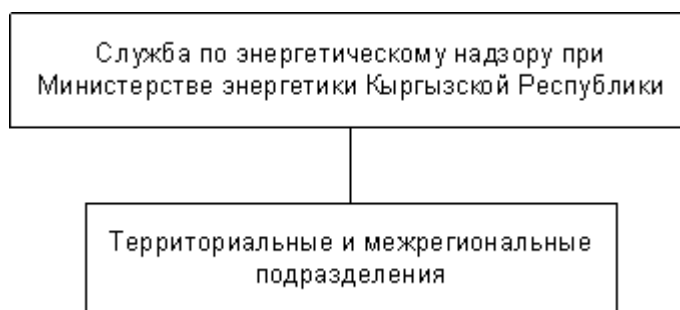 Служба по энергетическому надзору при
Министерстве энергетики Кыргызской Республики
Территориальные и межрегиональные
подразделения